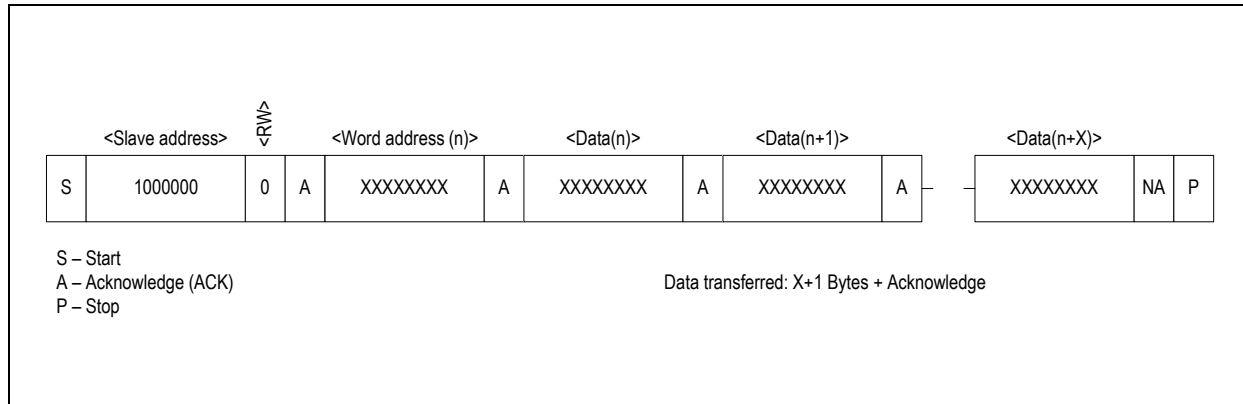 <Slave address> <RW> <Word address (n)> <Data(n)> <Data(n+1)> <Data(n+X)>
S 1000000 0 A XXXXXXXX A XXXXXXXX A XXXXXXXX A XXXXXXXX NA P
S – Start
A – Acknowledge (ACK) Data transferred: X+1 Bytes + Acknowledge
P – Stop